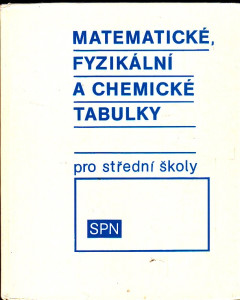 MATEMATICKÉ,
FYZIKÁLNÍ
A CHEMICKÉ
TABULKY
pro střední školy
SPN